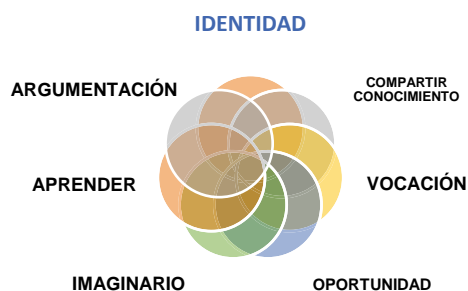 IDENTIDAD
ARGUMENTACIÓN
COMPARTIR
CONOCIMIENTO
APRENDER
VOCACIÓN
IMAGINARIO
OPORTUNIDAD